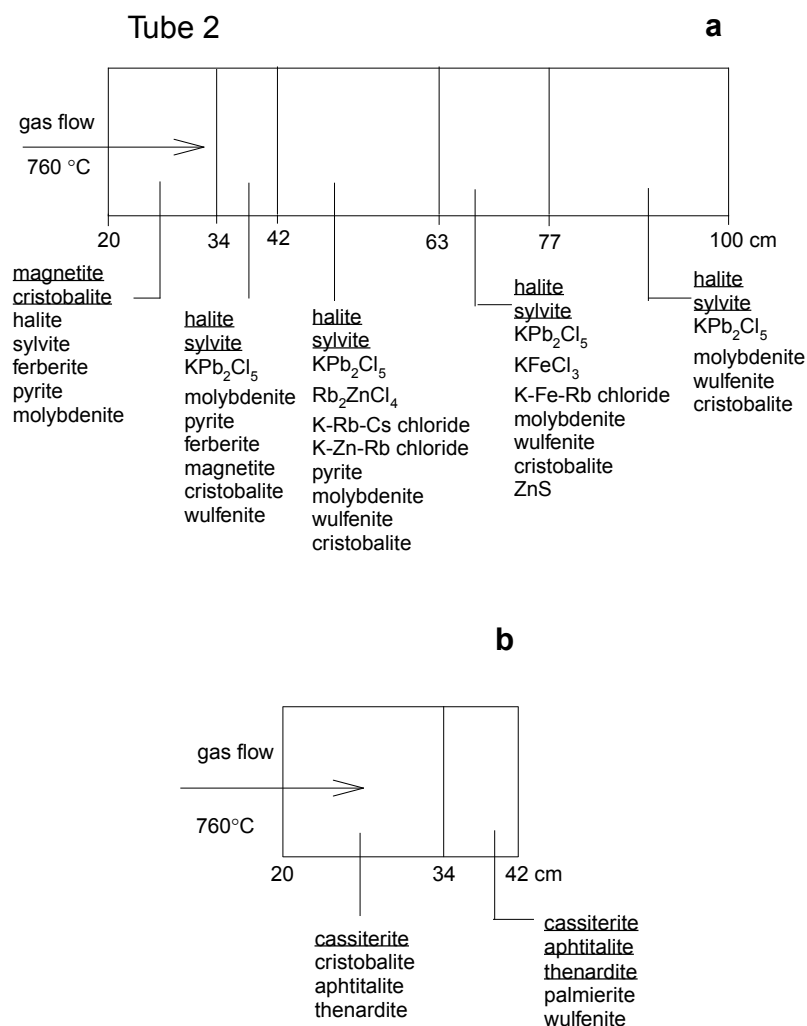 Tube 2
a
gas flow
760 °C
20
34
42
63
77
100 cm
magnetite
cristobalite
halite
sylvite
ferberite
pyrite
molybdenite
halite
sylvite
KPb₂Cl₅
molybdenite
pyrite
ferberite
magnetite
cristobalite
wulfenite
halite
sylvite
KPb₂Cl₅
Rb₂ZnCl₄
K-Rb-Cs chloride
K-Zn-Rb chloride
pyrite
molybdenite
wulfenite
cristobalite
halite
sylvite
KPb₂Cl₅
KFeCl₃
K-Fe-Rb chloride
molybdenite
wulfenite
cristobalite
ZnS
halite
sylvite
KPb₂Cl₅
molybdenite
wulfenite
cristobalite
b
gas flow
760°C
20
34
42 cm
cassiterite
cristobalite
aphtitalite
thenardite
cassiterite
aphtitalite
thenardite
palmierite
wulfenite